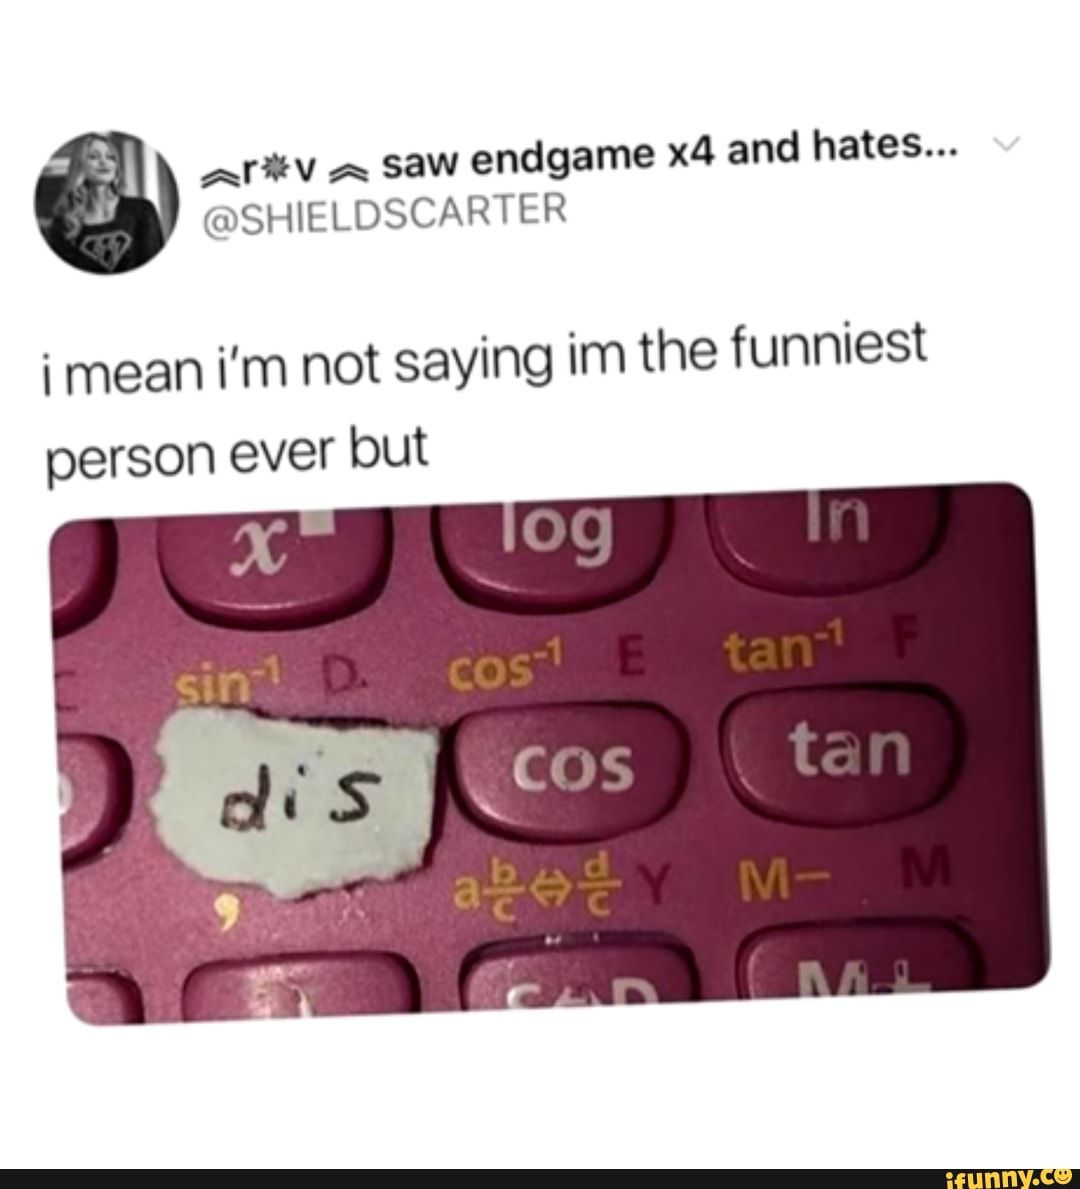 r☼v saw endgame x4 and hates...
@SHIELDSCARTER
i mean i'm not saying im the funniest
person ever but
x log ln
sin-1 D. cos-1 E tan-1 F
dis cos tan
, X a b/c ⇔ d/c Y M– M
M+
ifunny.co